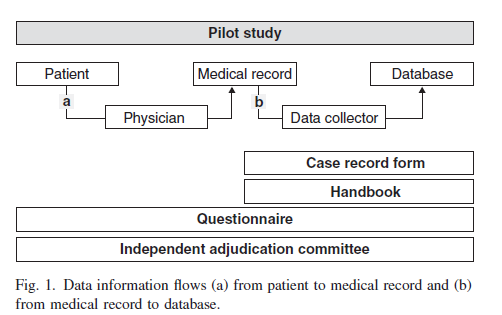 Pilot study
Patient
Medical record
Database
a
b
Physician
Data collector
Case record form
Handbook
Questionnaire
Independent adjudication committee
Fig. 1. Data information flows (a) from patient to medical record and (b)
from medical record to database.